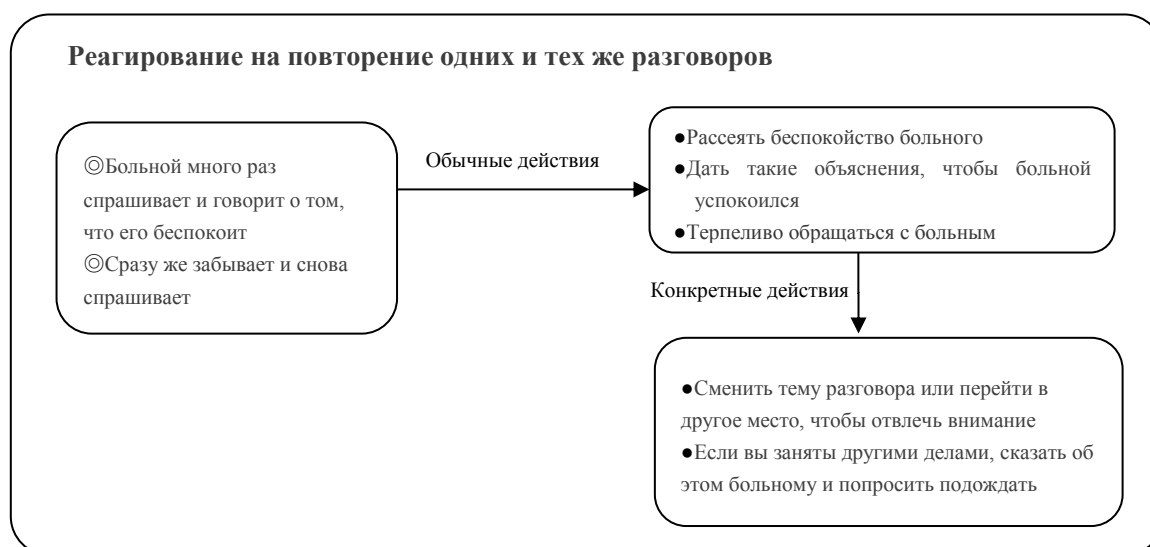 Реагирование на повторение одних и тех же разговоров
◎Больной много раз
спрашивает и говорит о том,
что его беспокоит
◎Сразу же забывает и снова
спрашивает
Обычные действия
●Рассеять беспокойство больного
●Дать такие объяснения, чтобы больной
успокоился
●Терпеливо обращаться с больным
Конкретные действия
●Сменить тему разговора или перейти в
другое место, чтобы отвлечь внимание
●Если вы заняты другими делами, сказать об
этом больному и попросить подождать